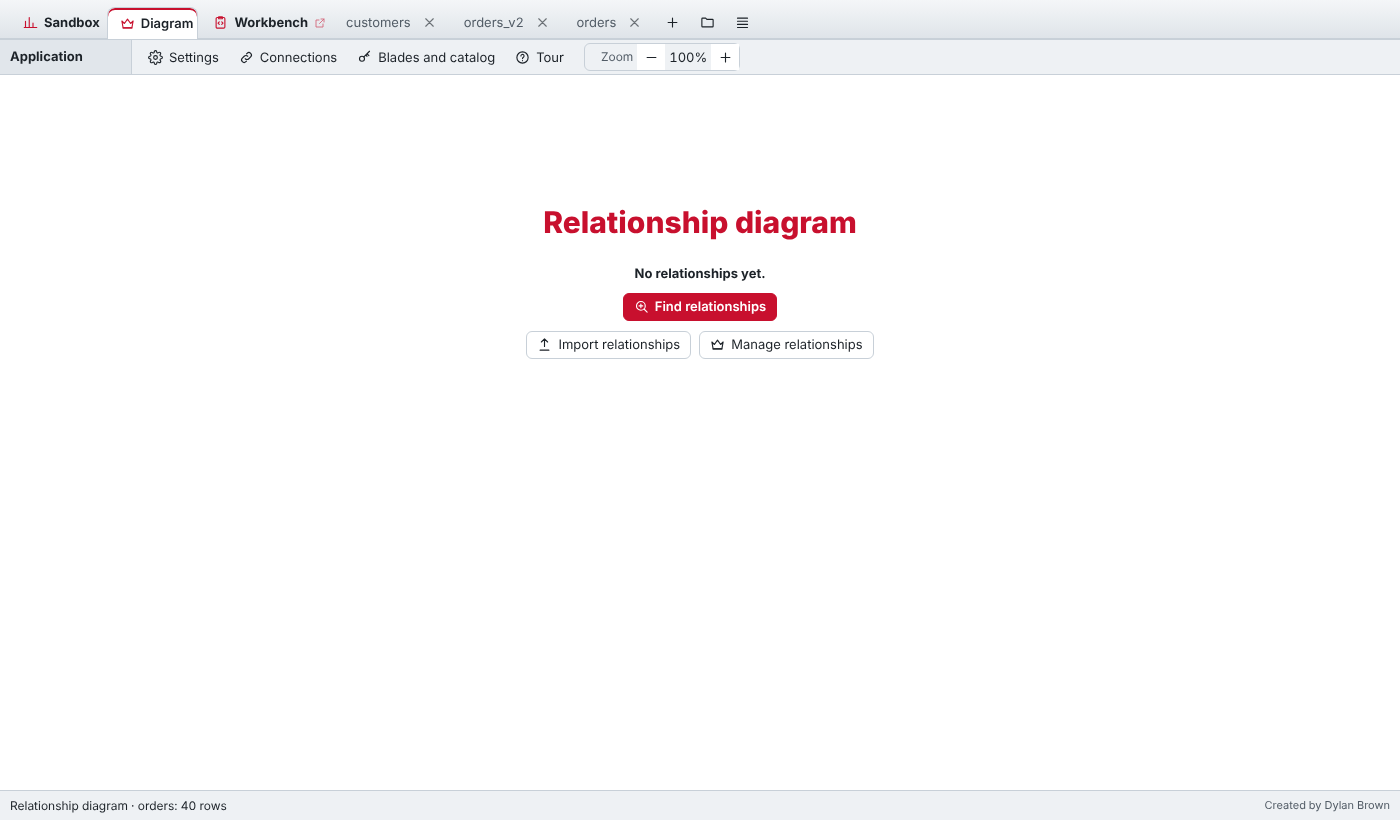 Sandbox Diagram Workbench customers orders_v2 orders
Application Settings Connections Blades and catalog Tour Zoom 100%
Relationship diagram
No relationships yet.
Find relationships
Import relationships Manage relationships
Relationship diagram · orders: 40 rows Created by Dylan Brown